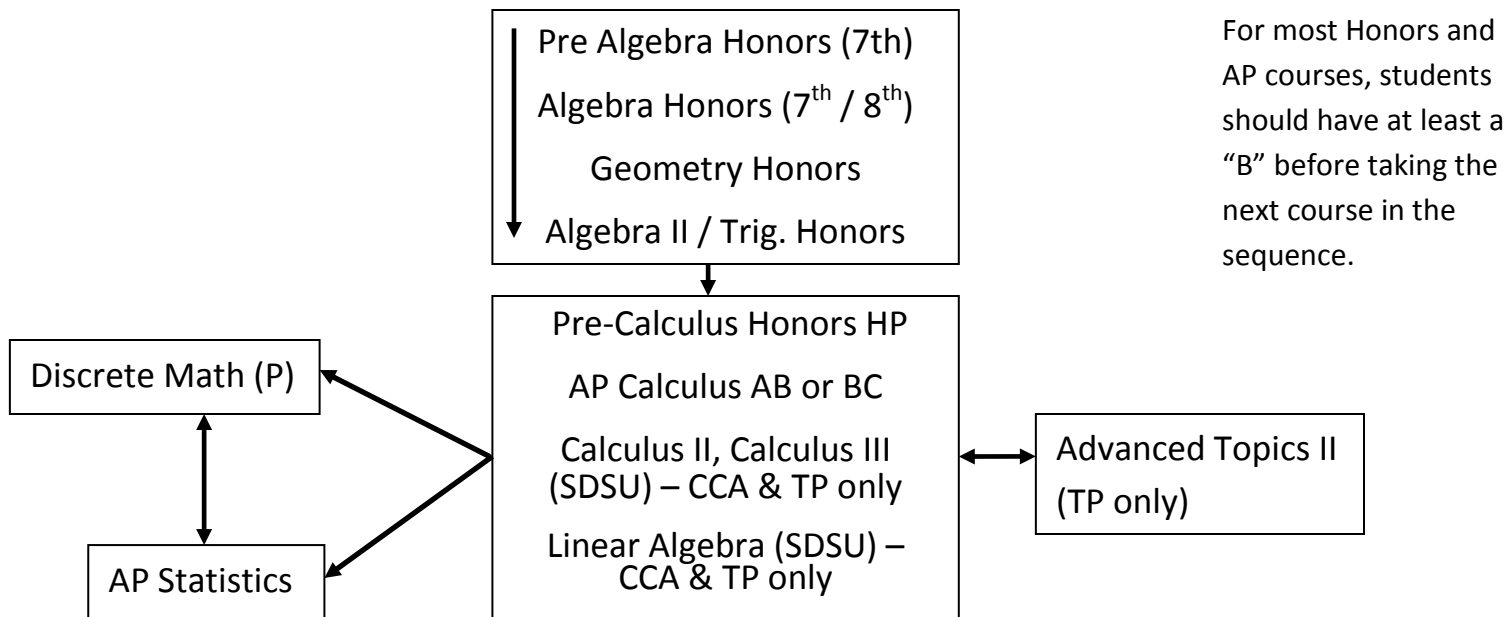 Pre Algebra Honors (7th)
Algebra Honors (7th / 8th)
Geometry Honors
Algebra II / Trig. Honors
For most Honors and
AP courses, students
should have at least a
“B” before taking the
next course in the
sequence.
Pre-Calculus Honors HP
AP Calculus AB or BC
Calculus II, Calculus III
(SDSU) – CCA & TP only
Linear Algebra (SDSU) –
CCA & TP only
Discrete Math (P)
AP Statistics
Advanced Topics II
(TP only)